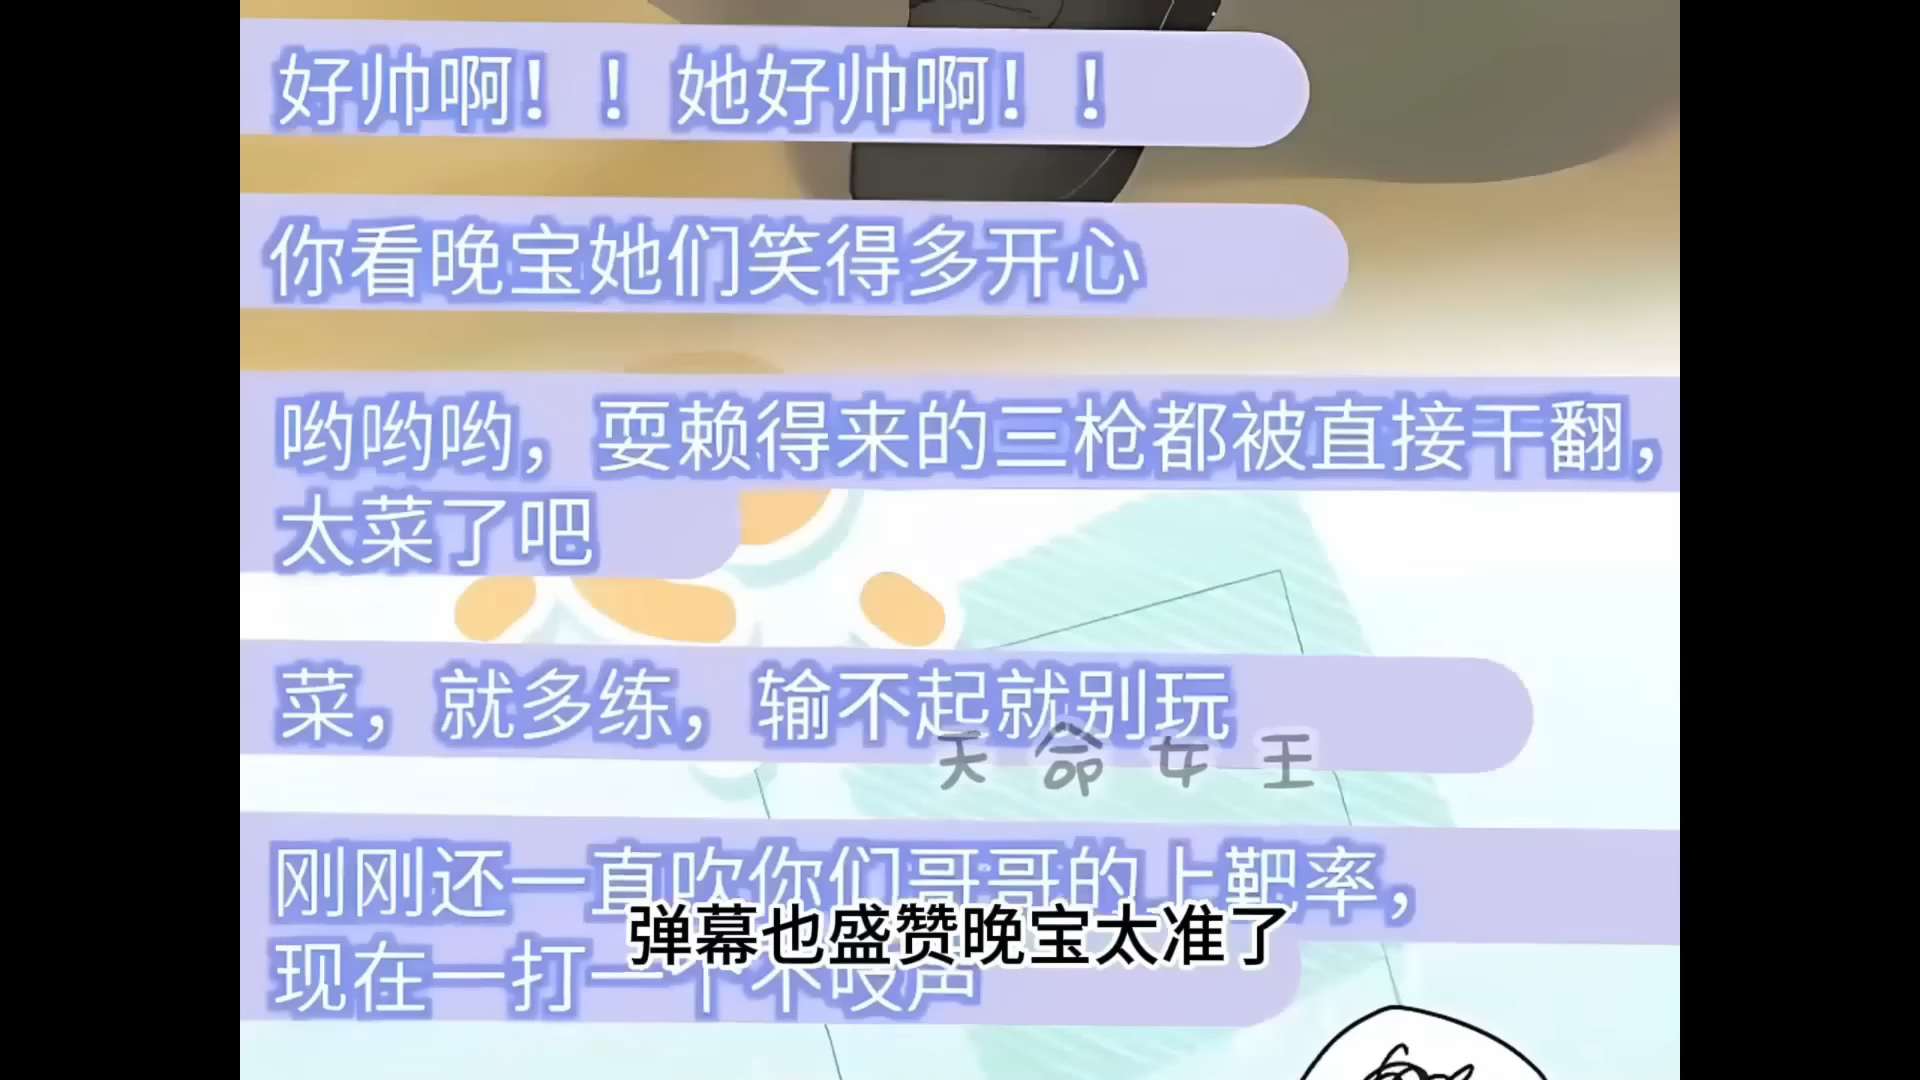 好帅啊！！她好帅啊！！
你看晚宝她们笑得多开心
哟哟哟，耍赖得来的三枪都被直接干翻，
太菜了吧
菜，就多练，输不起就别玩
天命女王
刚刚还一直吹你们哥哥的上靶率，
弹幕也盛赞晚宝太准了
现在一打一个不吱声